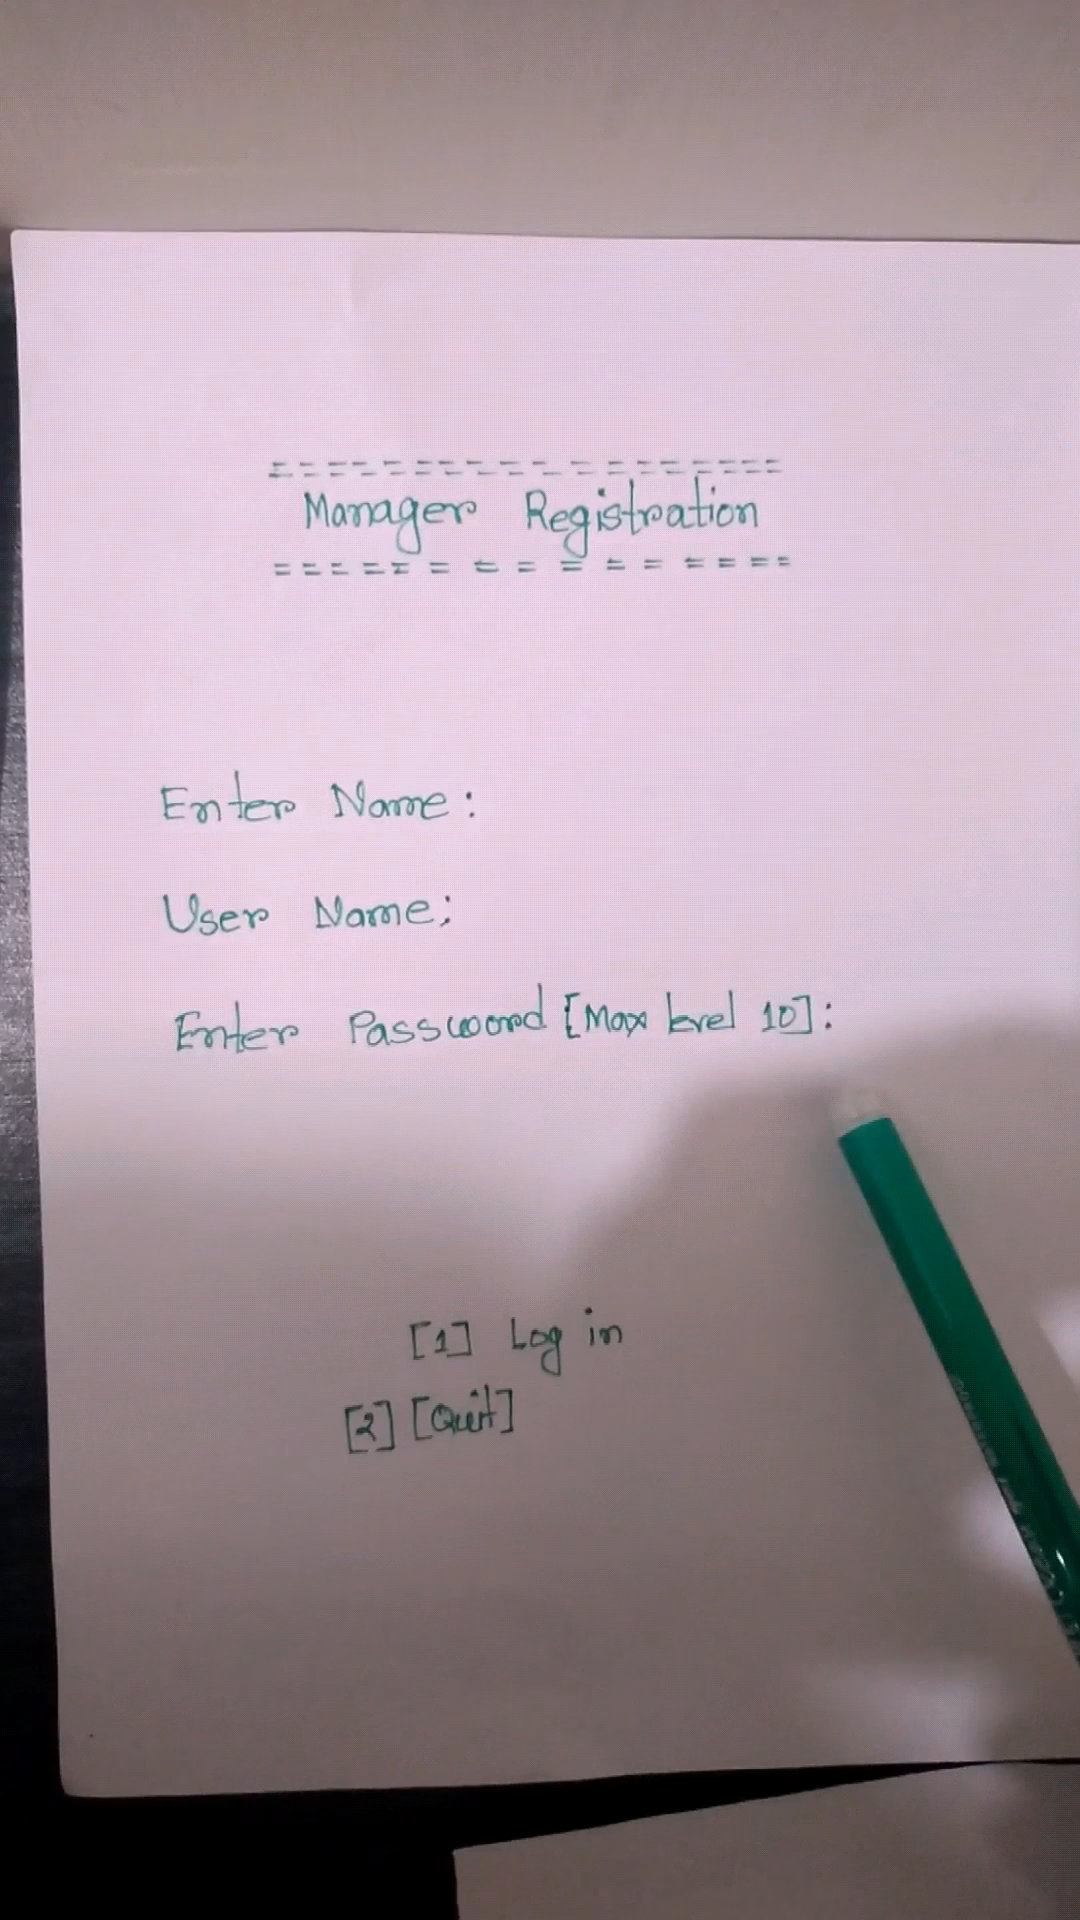 ==================
Manager Registration
================
Enter Name:
User Name:
Enter Password [Max level 10]:
[1] Log in
[2] [Quit]